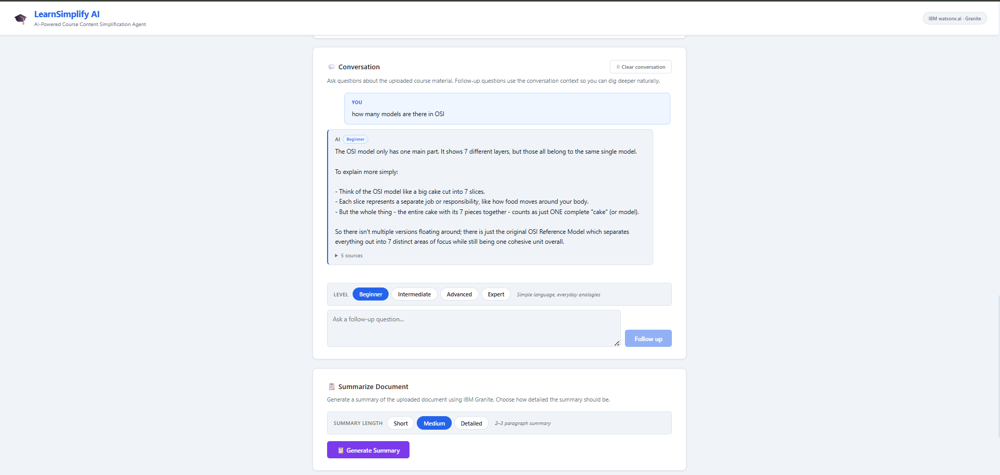 LearnSimplify AI
AI-Powered Course Content Simplification Agent
IBM watsonx.ai · Granite
Conversation
Clear conversation
Ask questions about the uploaded course material. Follow-up questions use the conversation context so you can dig deeper naturally.
YOU
how many models are there in OSI
AI Beginner
The OSI model only has one main part. It shows 7 different layers, but those all belong to the same single model.
To explain more simply:
- Think of the OSI model like a big cake cut into 7 slices.
- Each slice represents a separate job or responsibility, like how food moves around your body.
- But the whole thing - the entire cake with its 7 pieces together - counts as just ONE complete "cake" (or model).
So there isn't multiple versions floating around; there is just the original OSI Reference Model which separates
everything out into 7 distinct areas of focus while still being one cohesive unit overall.
▶ 5 sources
LEVEL Beginner Intermediate Advanced Expert Simple language, everyday analogies
Ask a follow-up question...
Follow up
Summarize Document
Generate a summary of the uploaded document using IBM Granite. Choose how detailed the summary should be.
SUMMARY LENGTH Short Medium Detailed 2–3 paragraph summary
Generate Summary